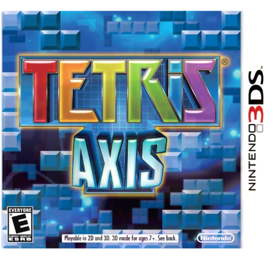 TETRIS®
AXIS
NINTENDO 3DS
EVERYONE
E
ESRB
Playable in 2D and 3D. 3D mode for ages 7+. See back.
Nintendo